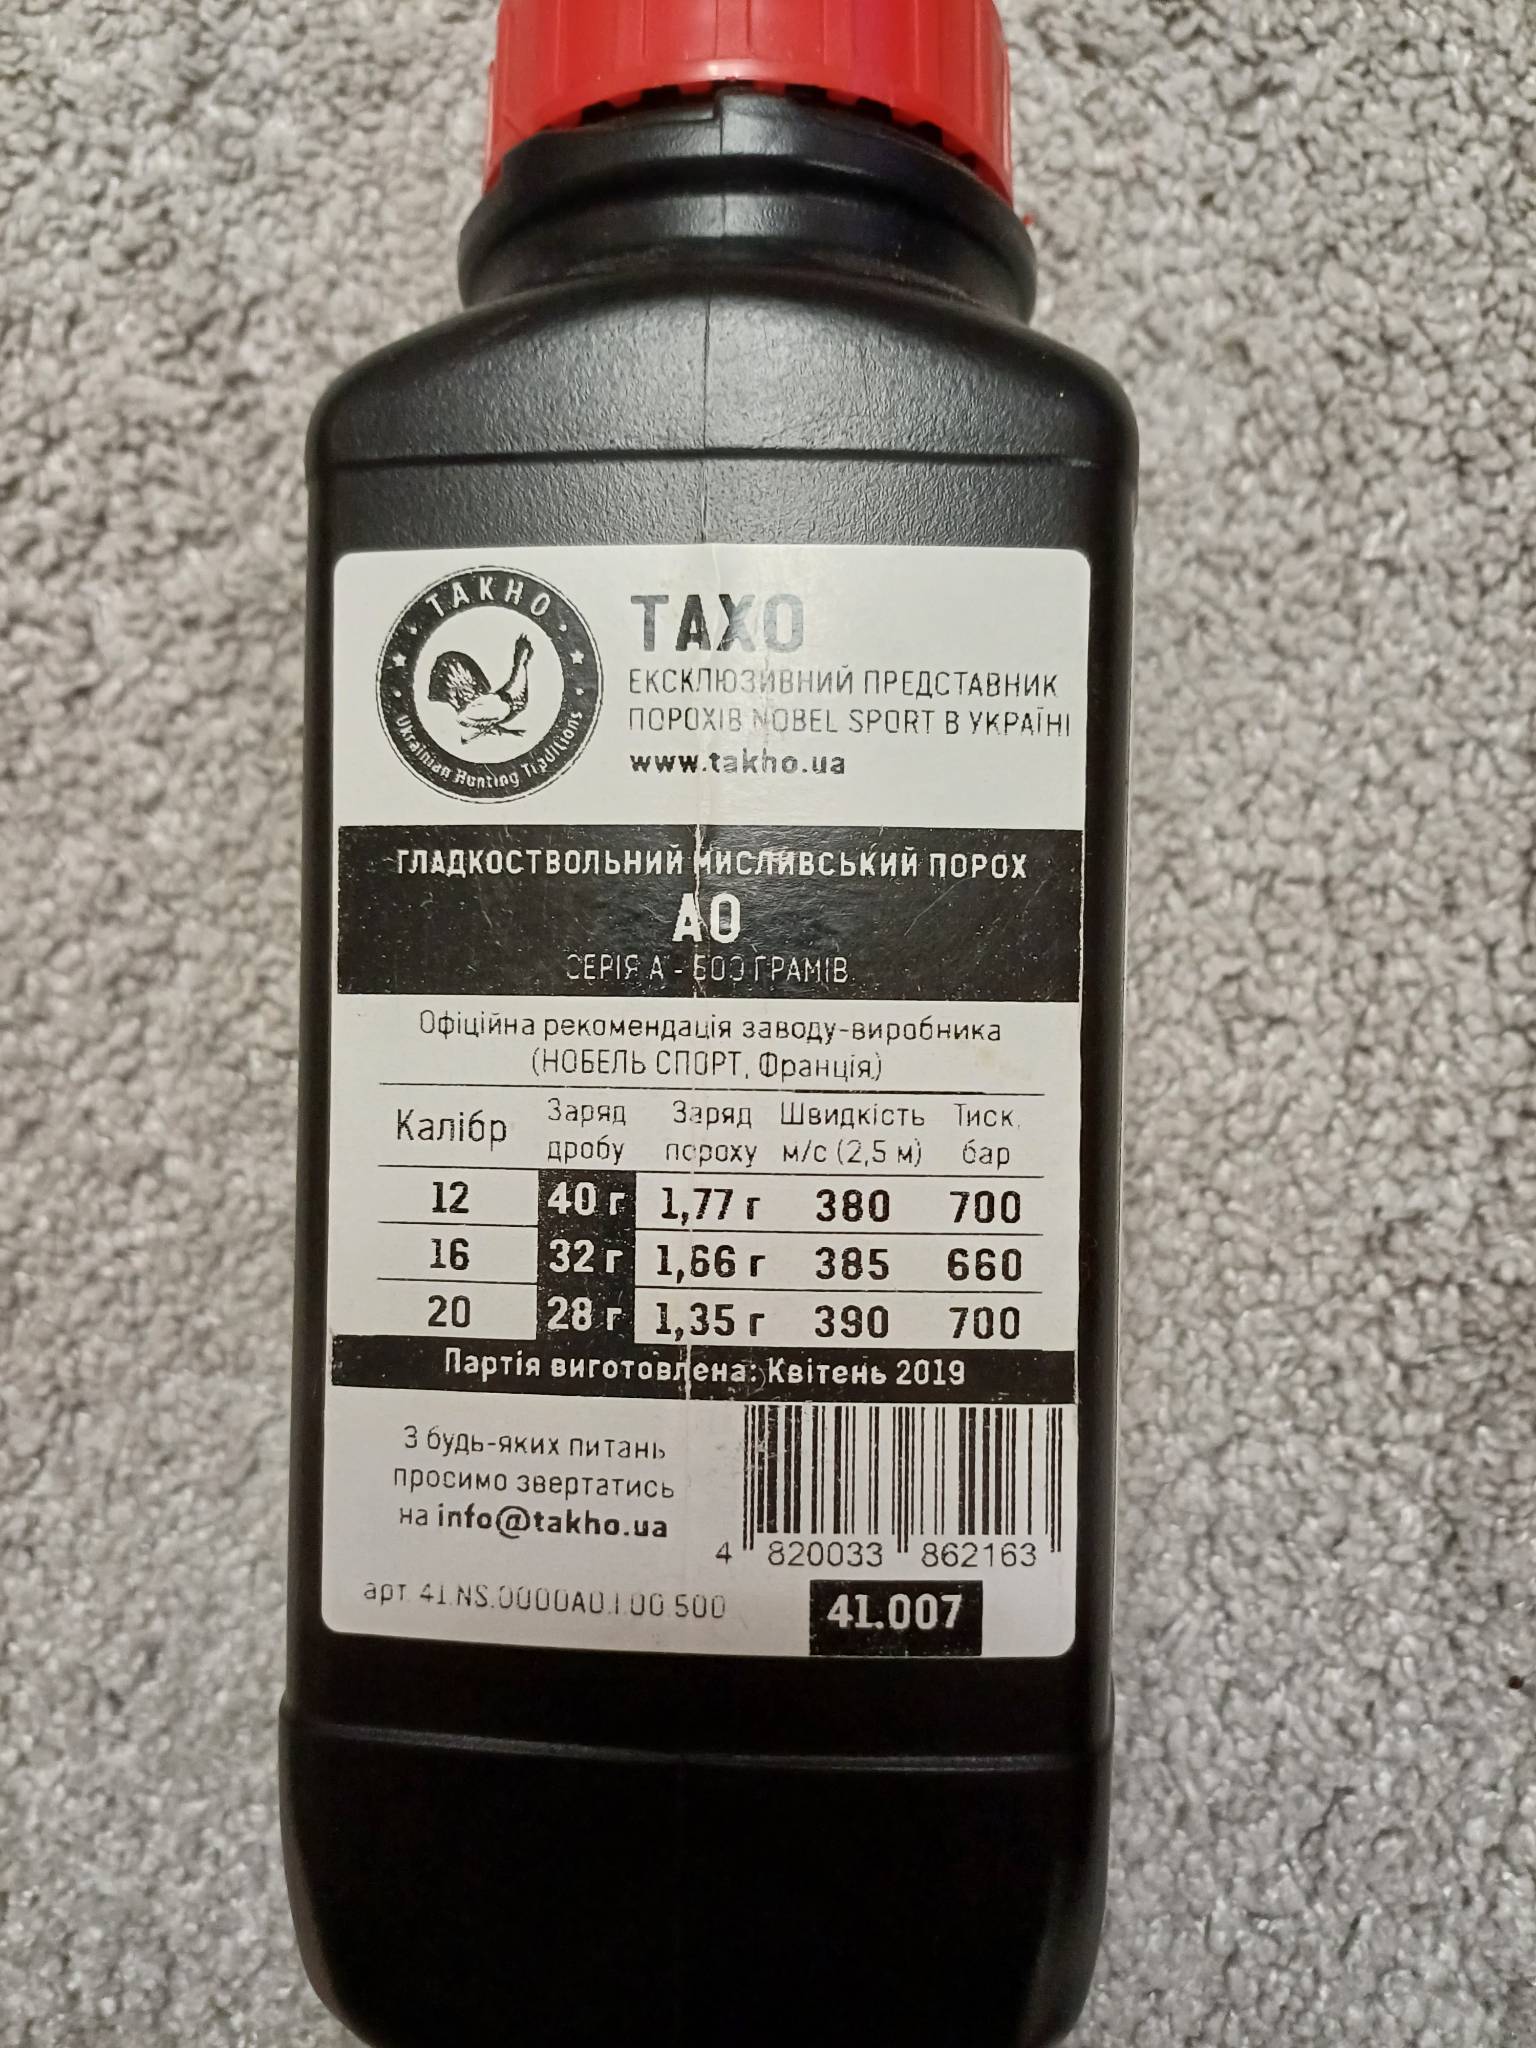 TAKHO
Ukrainian Hunting Traditions
ТАХО
ЕКСКЛЮЗИВНИЙ ПРЕДСТАВНИК
ПОРОХІВ NOBEL SPORT В УКРАЇНІ
www.takho.ua
ГЛАДКОСТВОЛЬНИЙ МИСЛИВСЬКИЙ ПОРОХ
А0
СЕРІЯ А - 500 ГРАМІВ
Офіційна рекомендація заводу-виробника
(НОБЕЛЬ СПОРТ, Франція)
Калібр Заряд дробу Заряд пороху Швидкість м/с (2,5 м) Тиск, бар
12 40 г 1,77 г 380 700
16 32 г 1,66 г 385 660
20 28 г 1,35 г 390 700
Партія виготовлена: Квітень 2019
З будь-яких питань
просимо звертатись
на info@takho.ua
4 820033 862163
арт. 41.NS.0000A0.1.00.500
41.007